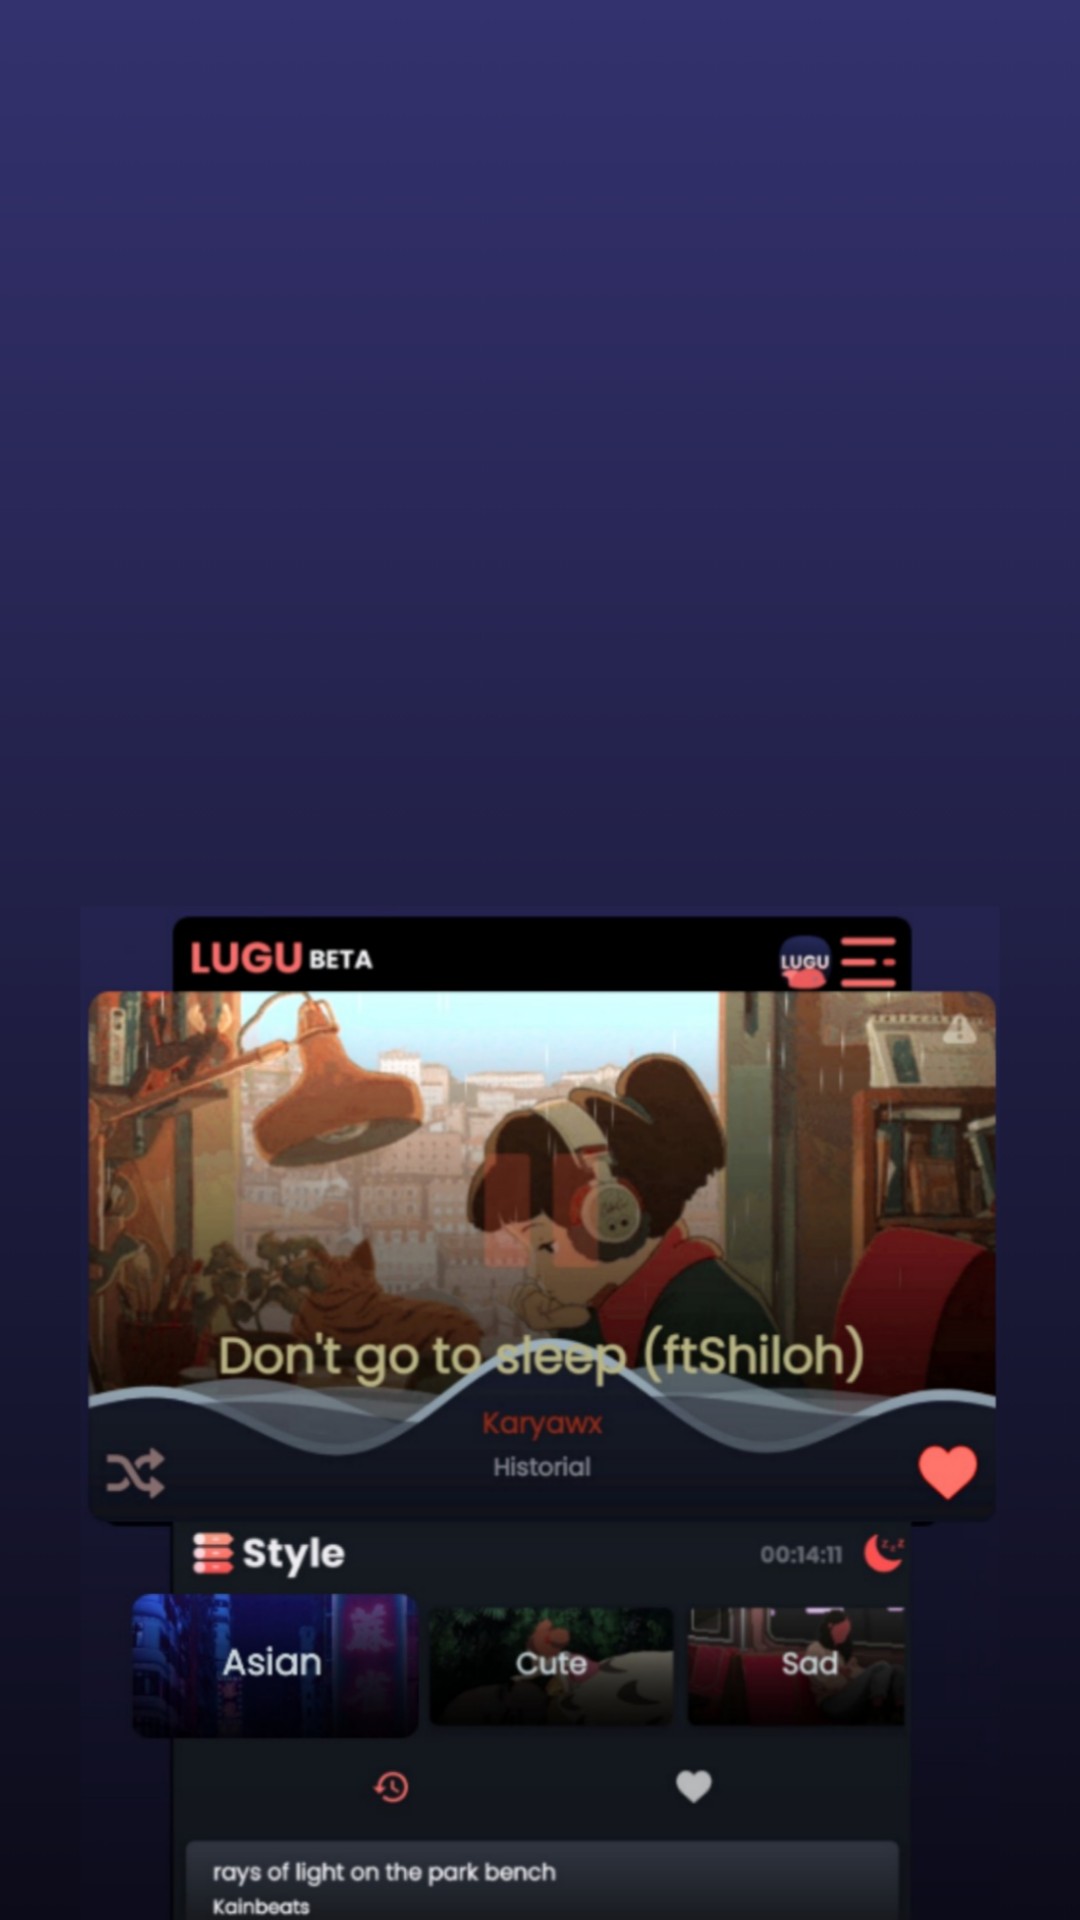 LUGU BETA
LUGU
Don't go to sleep (ftShiloh)
Karyawx
Historial
Style
00:14:11
zzz
Asian
Cute
Sad
rays of light on the park bench
Kainbeats